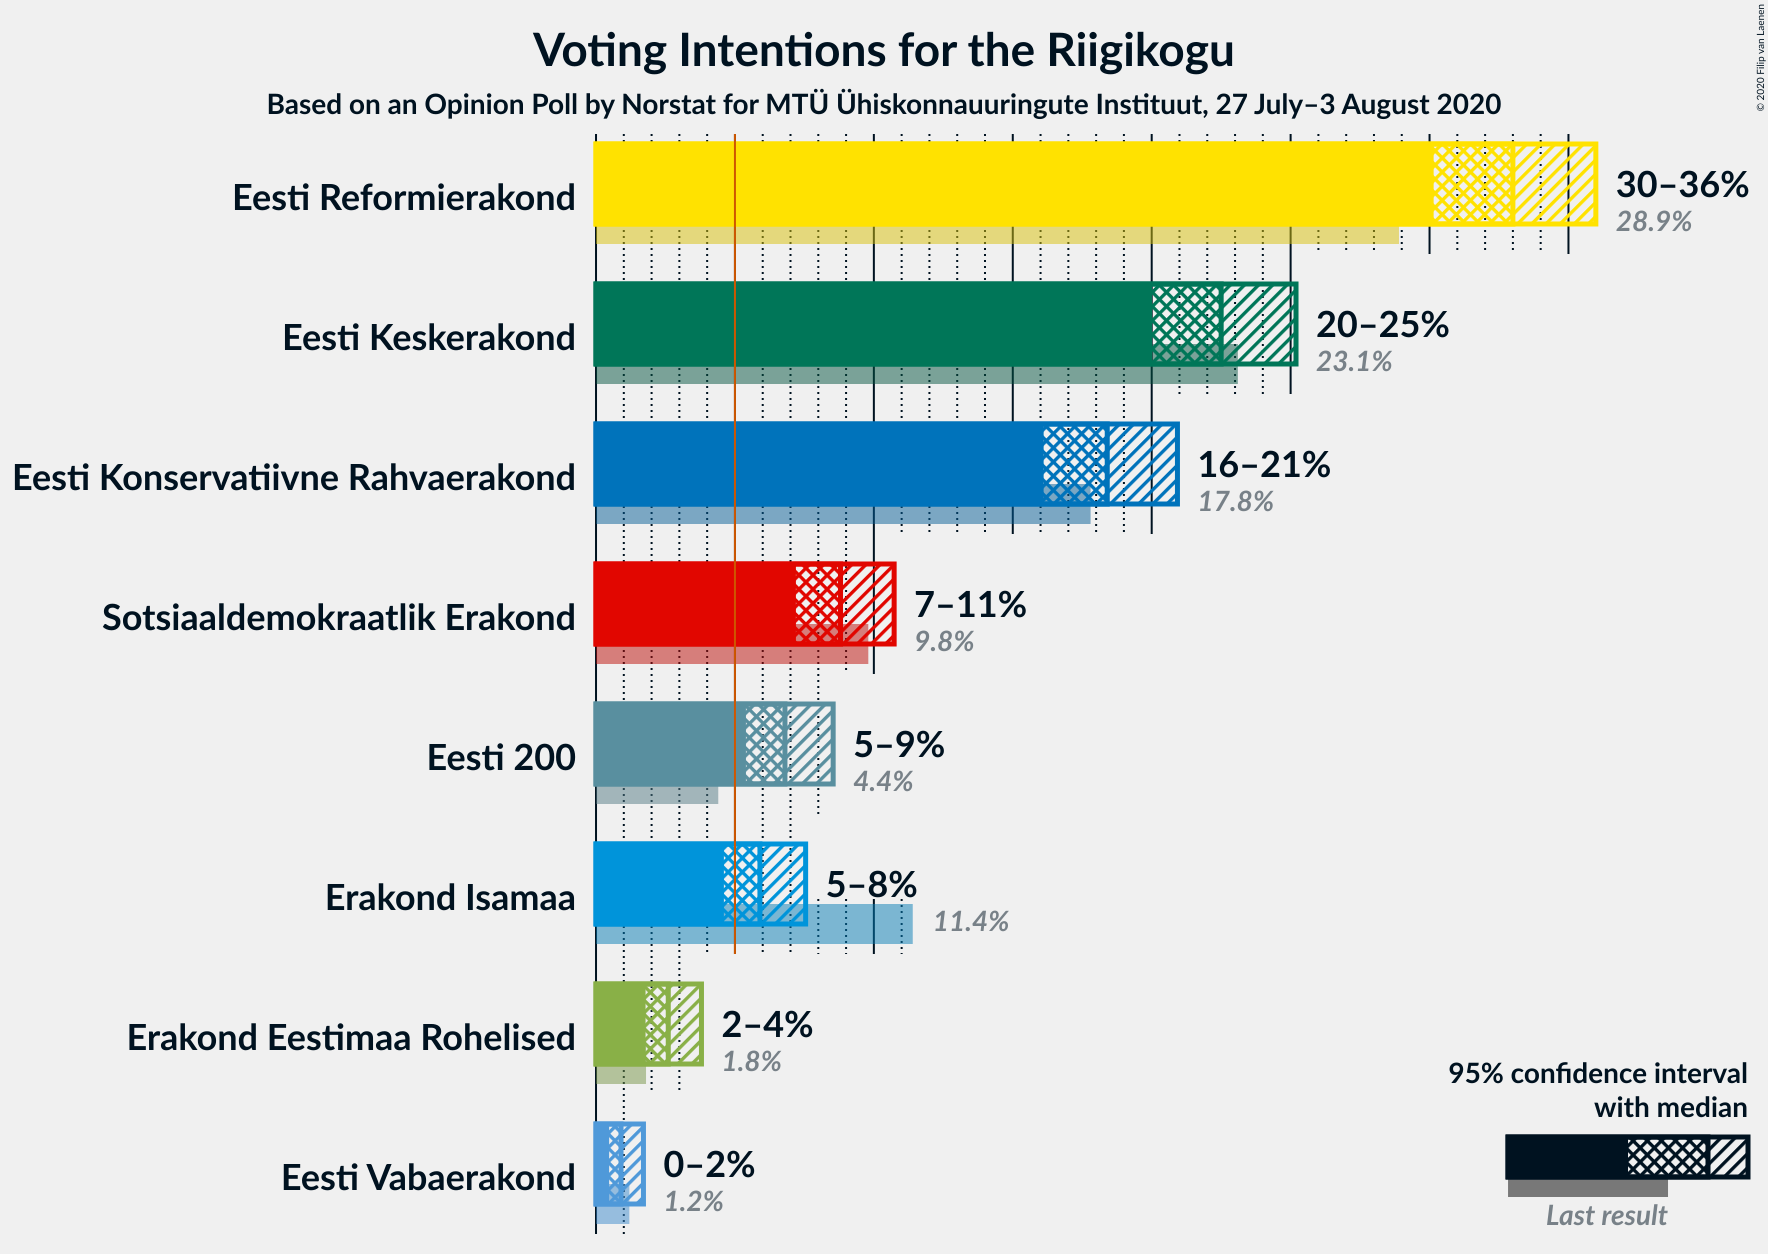 Voting Intentions for the Riigikogu
Based on an Opinion Poll by Norstat for MTÜ Ühiskonnauuringute Instituut, 27 July–3 August 2020
© 2020 Filip van Laenen
Eesti Reformierakond
30–36%
28.9%
Eesti Keskerakond
20–25%
23.1%
Eesti Konservatiivne Rahvaerakond
16–21%
17.8%
Sotsiaaldemokraatlik Erakond
7–11%
9.8%
Eesti 200
5–9%
4.4%
Erakond Isamaa
5–8%
11.4%
Erakond Eestimaa Rohelised
2–4%
1.8%
Eesti Vabaerakond
0–2%
1.2%
95% confidence interval
with median
Last result